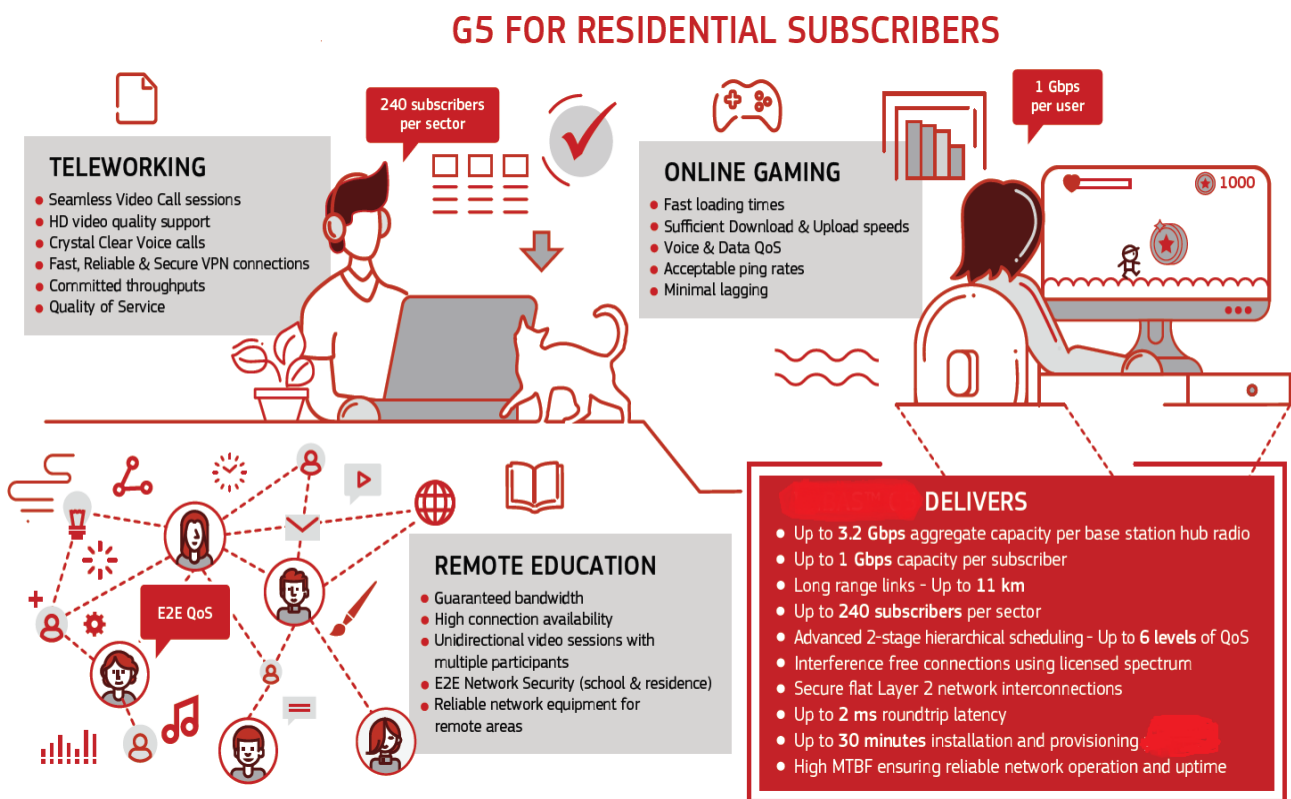 G5 FOR RESIDENTIAL SUBSCRIBERS
240 subscribers
per sector
1 Gbps
per user
TELEWORKING
Seamless Video Call sessions
HD video quality support
Crystal Clear Voice calls
Fast, Reliable & Secure VPN connections
Committed throughputs
Quality of Service
ONLINE GAMING
Fast loading times
Sufficient Download & Upload speeds
Voice & Data QoS
Acceptable ping rates
Minimal lagging
1000
E2E QoS
REMOTE EDUCATION
Guaranteed bandwidth
High connection availability
Unidirectional video sessions with
multiple participants
E2E Network Security (school & residence)
Reliable network equipment for
remote areas
DELIVERS
Up to 3.2 Gbps aggregate capacity per base station hub radio
Up to 1 Gbps capacity per subscriber
Long range links - Up to 11 km
Up to 240 subscribers per sector
Advanced 2-stage hierarchical scheduling - Up to 6 levels of QoS
Interference free connections using licensed spectrum
Secure flat Layer 2 network interconnections
Up to 2 ms roundtrip latency
Up to 30 minutes installation and provisioning
High MTBF ensuring reliable network operation and uptime